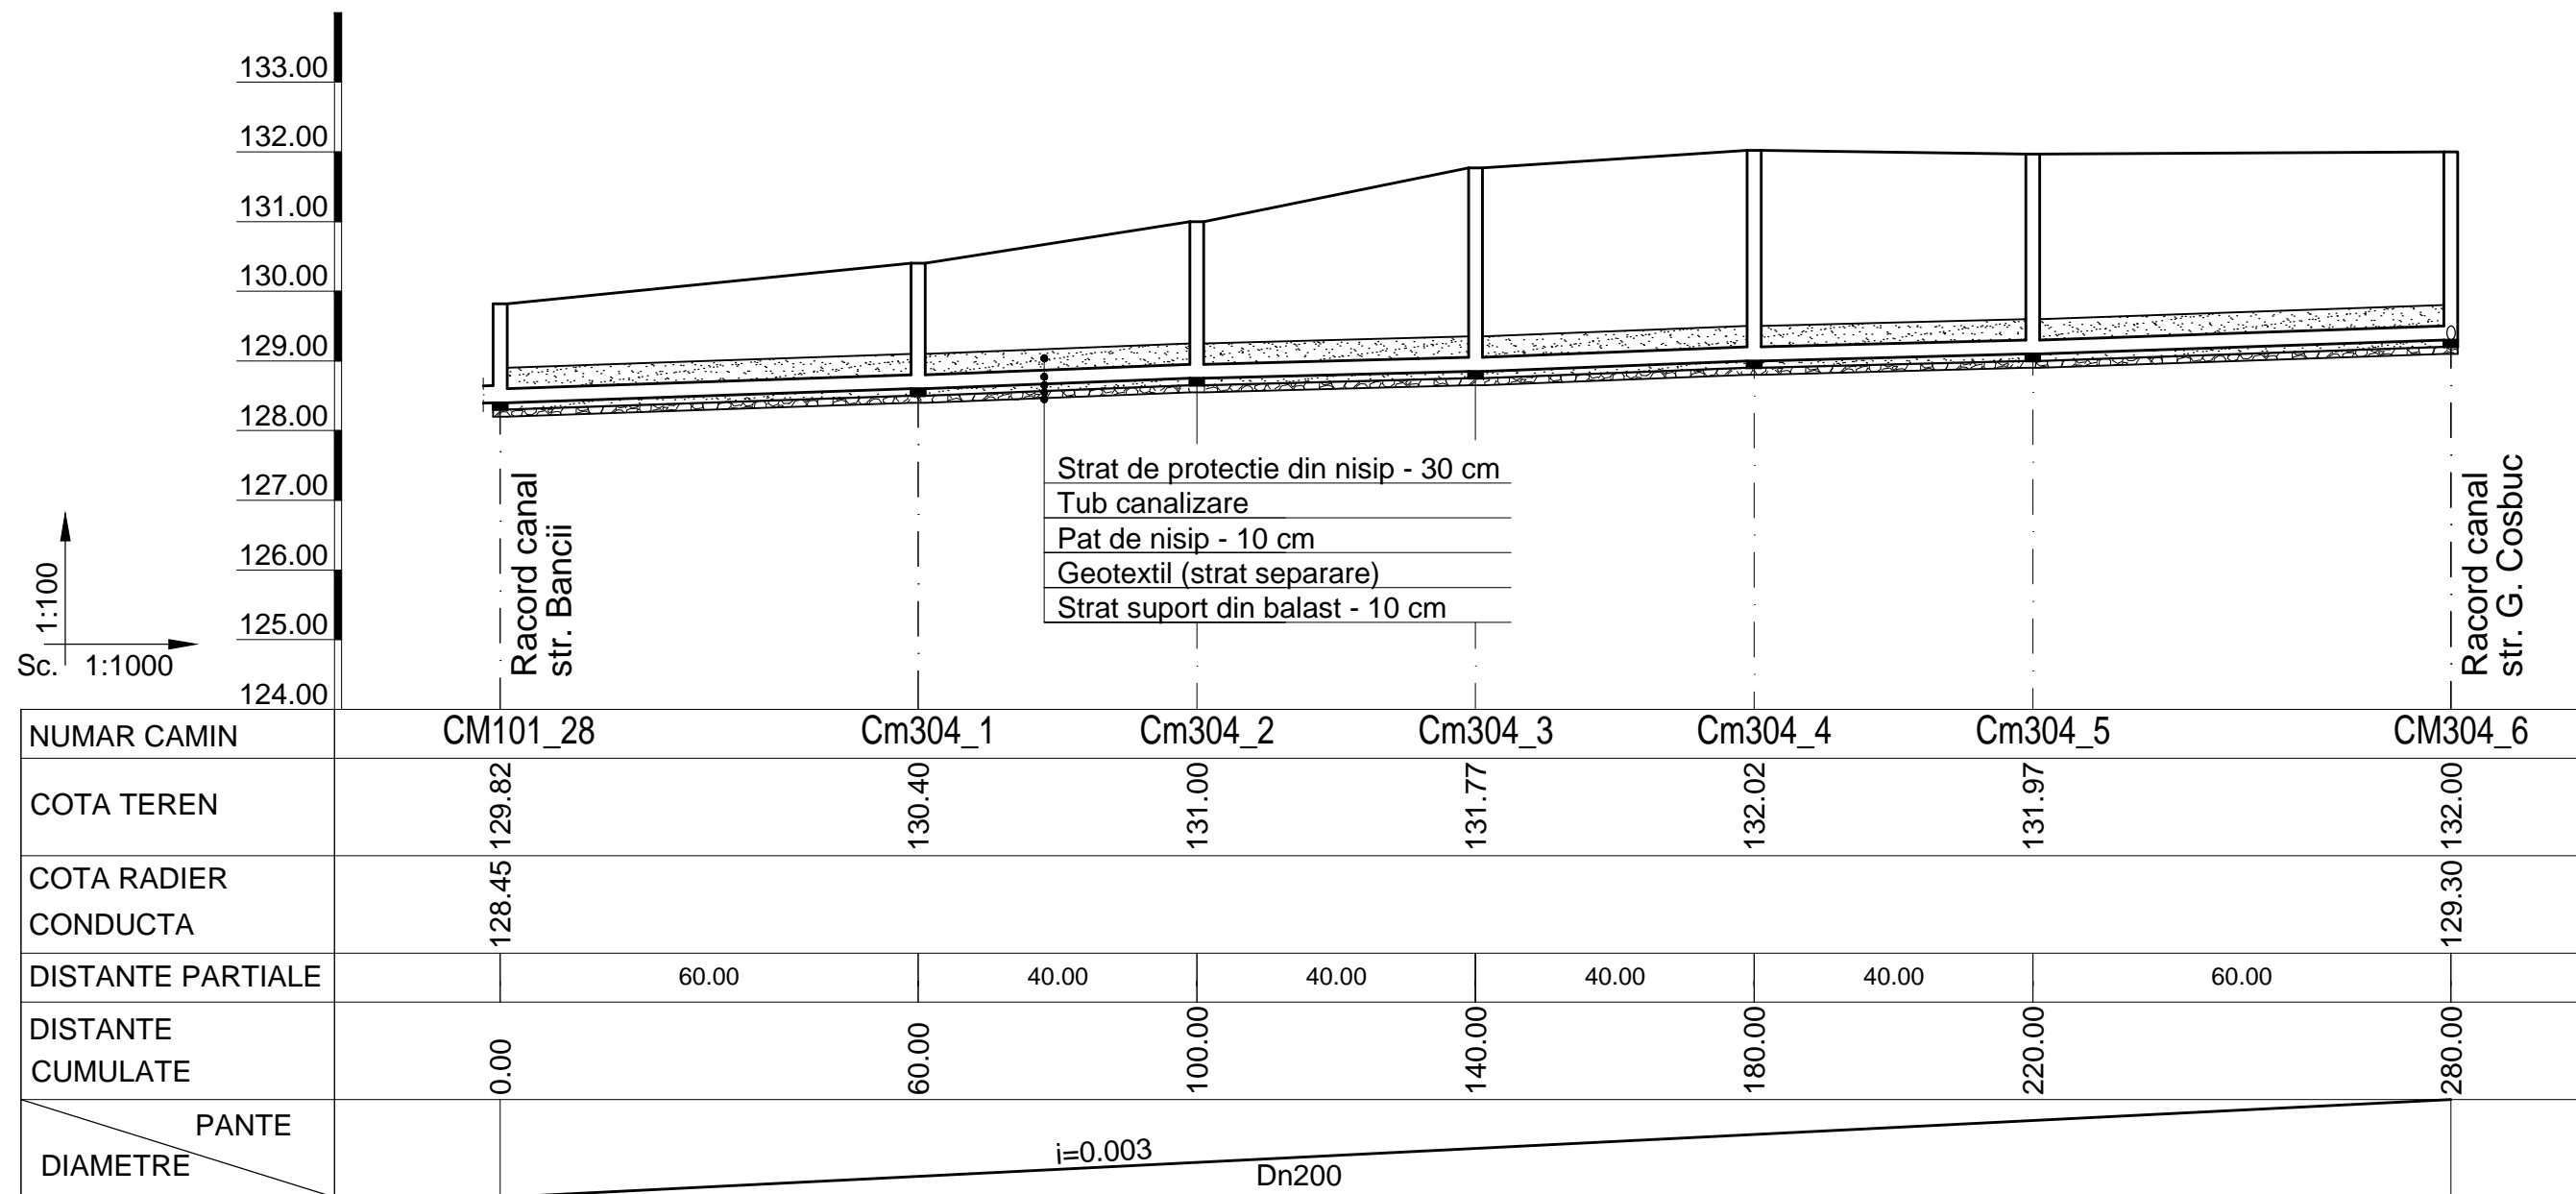 133.00
132.00
131.00
130.00
129.00
128.00
127.00
126.00
125.00
124.00
1:100
Sc. 1:1000
Racord canal
str. Bancii
Strat de protectie din nisip - 30 cm
Tub canalizare
Pat de nisip - 10 cm
Geotextil (strat separare)
Strat suport din balast - 10 cm
Racord canal
str. G. Cosbuc
NUMAR CAMIN CM101_28 Cm304_1 Cm304_2 Cm304_3 Cm304_4 Cm304_5 CM304_6
COTA TEREN 129.82 130.40 131.00 131.77 132.02 131.97 132.00
COTA RADIER
CONDUCTA
128.45 129.30
DISTANTE PARTIALE 60.00 40.00 40.00 40.00 40.00 60.00
DISTANTE
CUMULATE
0.00 60.00 100.00 140.00 180.00 220.00 280.00
PANTE
DIAMETRE
i=0.003
Dn200